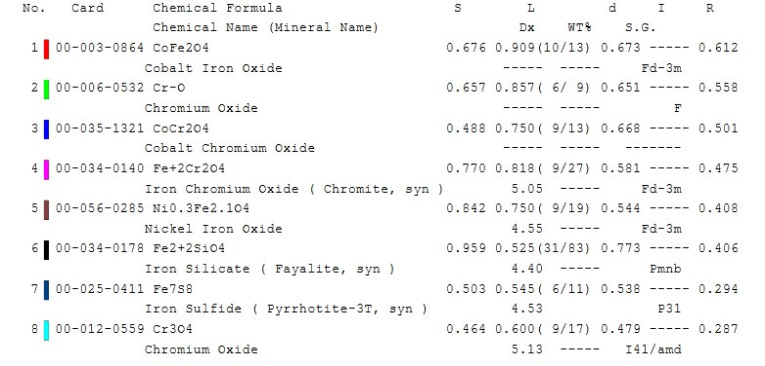 No. Card Chemical Formula S L d I R
Chemical Name (Mineral Name) Dx WT% S.G.
1 00-003-0864 CoFe2O4 0.676 0.909(10/13) 0.673 ----- 0.612
Cobalt Iron Oxide ----- ----- Fd-3m
2 00-006-0532 Cr-O 0.657 0.857( 6/ 9) 0.651 ----- 0.558
Chromium Oxide ----- ----- F
3 00-035-1321 CoCr2O4 0.488 0.750( 9/13) 0.668 ----- 0.501
Cobalt Chromium Oxide ----- ----- -------
4 00-034-0140 Fe+2Cr2O4 0.770 0.818( 9/27) 0.581 ----- 0.475
Iron Chromium Oxide ( Chromite, syn ) 5.05 ----- Fd-3m
5 00-056-0285 Ni0.3Fe2.1O4 0.842 0.750( 9/19) 0.544 ----- 0.408
Nickel Iron Oxide 4.55 ----- Fd-3m
6 00-034-0178 Fe2+2SiO4 0.959 0.525(31/83) 0.773 ----- 0.406
Iron Silicate ( Fayalite, syn ) 4.40 ----- Pmnb
7 00-025-0411 Fe7S8 0.503 0.545( 6/11) 0.538 ----- 0.294
Iron Sulfide ( Pyrrhotite-3T, syn ) 4.53 P31
8 00-012-0559 Cr3O4 0.464 0.600( 9/17) 0.479 ----- 0.287
Chromium Oxide 5.13 ----- I41/amd